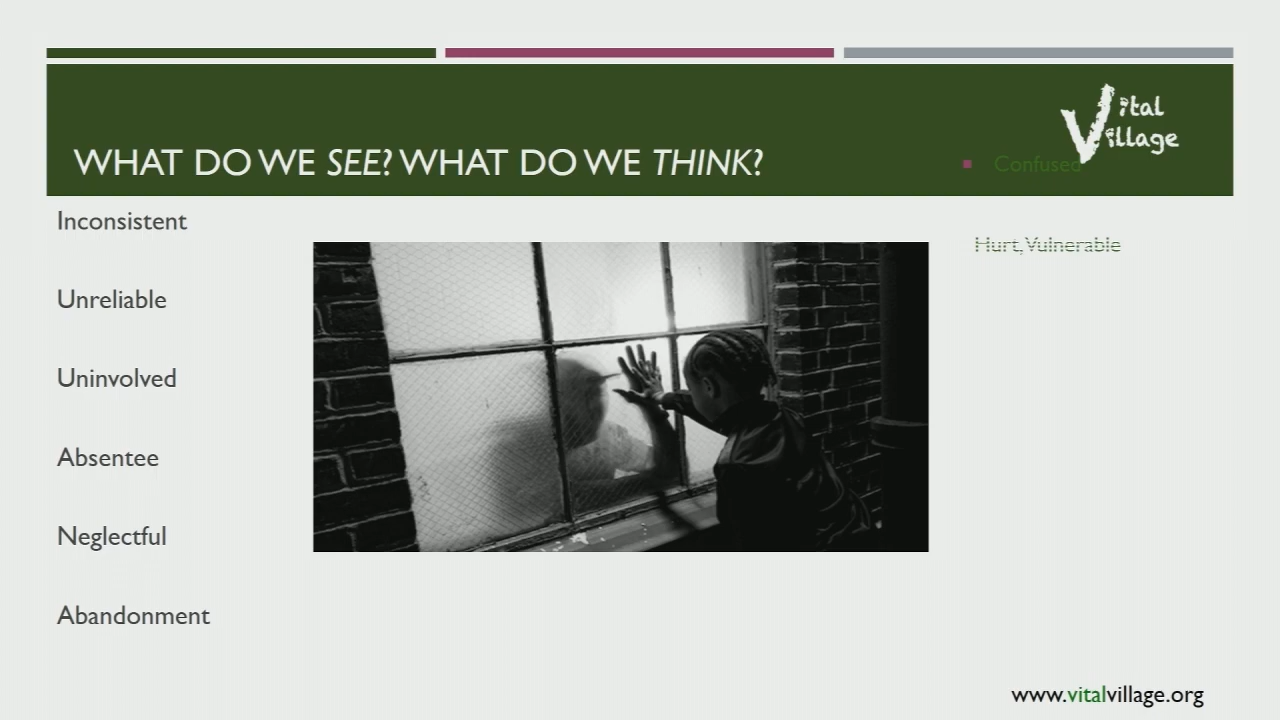 Vital
Village
WHAT DO WE SEE? WHAT DO WE THINK?
Confused
Inconsistent
Hurt, Vulnerable
Unreliable
Uninvolved
Absentee
Neglectful
Abandonment
www.vitalvillage.org